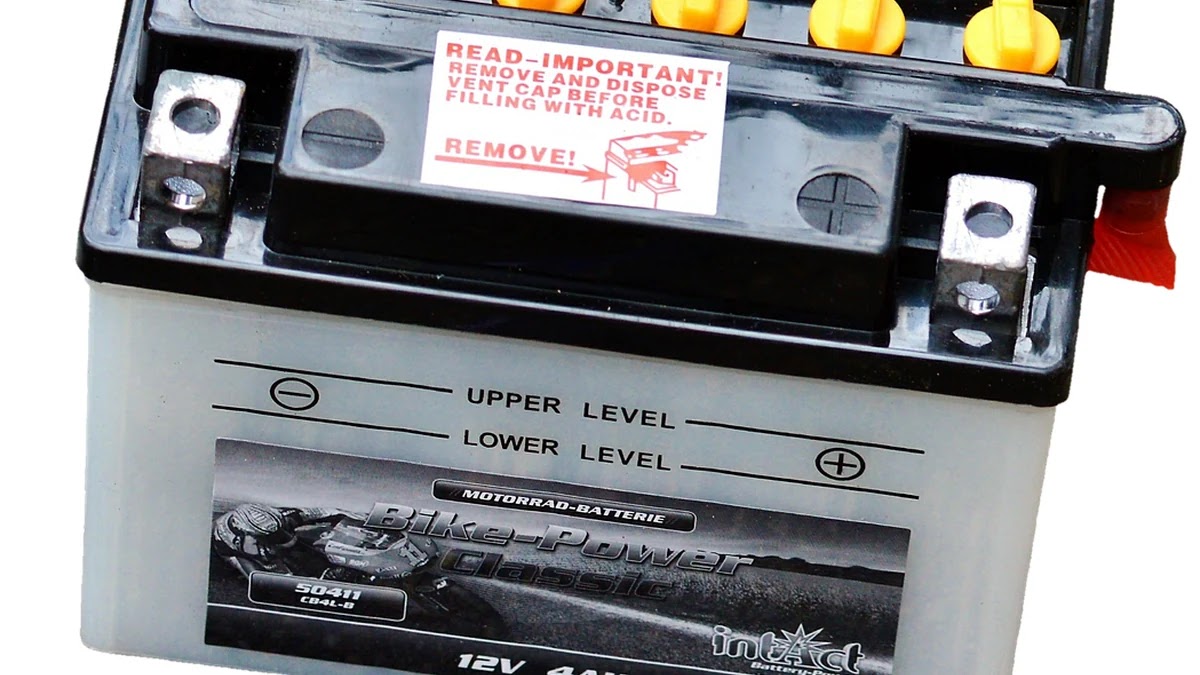 READ-IMPORTANT!
REMOVE AND DISPOSE
VENT CAP BEFORE
FILLING WITH ACID.
REMOVE!
UPPER LEVEL
LOWER LEVEL
MOTORRAD-BATTERIE
Bike-Power
Classic
50411
CB4L-B
intAct
12V